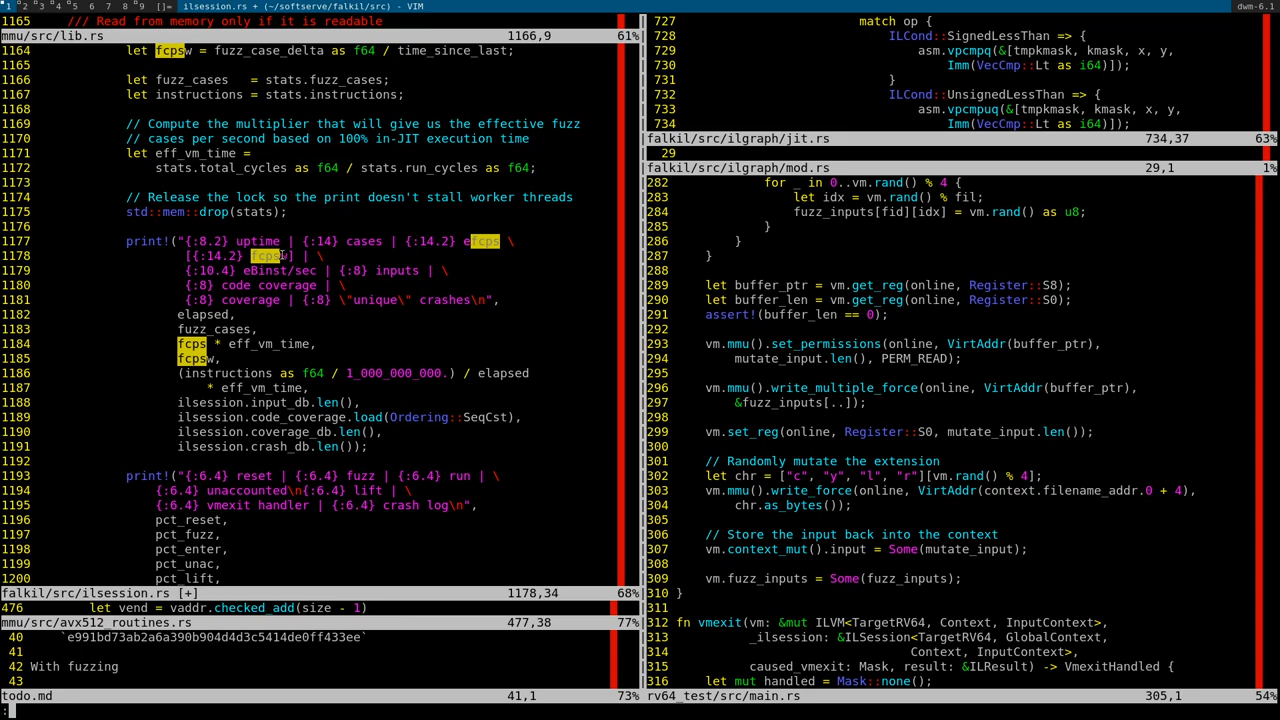 1 2 3 4 5 6 7 8 9 []= ilsession.rs + (~/softserve/falkil/src) - VIM dwm-6.1
1165 /// Read from memory only if it is readable
mmu/src/lib.rs 1166,9 61%
1164 let fcpsw = fuzz_case_delta as f64 / time_since_last;
1165
1166 let fuzz_cases   = stats.fuzz_cases;
1167 let instructions = stats.instructions;
1168
1169 // Compute the multiplier that will give us the effective fuzz
1170 // cases per second based on 100% in-JIT execution time
1171 let eff_vm_time =
1172 stats.total_cycles as f64 / stats.run_cycles as f64;
1173
1174 // Release the lock so the print doesn't stall worker threads
1175 std::mem::drop(stats);
1176
1177 print!("{:8.2} uptime | {:14} cases | {:14.2} efcps \
1178 [{:14.2} fcpsw] | \
1179 {:10.4} eBinst/sec | {:8} inputs | \
1180 {:8} code coverage | \
1181 {:8} coverage | {:8} \"unique\" crashes\n",
1182 elapsed,
1183 fuzz_cases,
1184 fcps * eff_vm_time,
1185 fcpsw,
1186 (instructions as f64 / 1_000_000_000.) / elapsed
1187 * eff_vm_time,
1188 ilsession.input_db.len(),
1189 ilsession.code_coverage.load(Ordering::SeqCst),
1190 ilsession.coverage_db.len(),
1191 ilsession.crash_db.len());
1192
1193 print!("{:6.4} reset | {:6.4} fuzz | {:6.4} run | \
1194 {:6.4} unaccounted\n{:6.4} lift | \
1195 {:6.4} vmexit handler | {:6.4} crash log\n",
1196 pct_reset,
1197 pct_fuzz,
1198 pct_enter,
1199 pct_unac,
1200 pct_lift,
falkil/src/ilsession.rs [+] 1178,34 68%
476 let vend = vaddr.checked_add(size - 1)
mmu/src/avx512_routines.rs 477,38 77%
40 `e991bd73ab2a6a390b904d4d3c5414de0ff433ee`
41
42 With fuzzing
43
todo.md 41,1 73%
:
727 match op {
728 ILCond::SignedLessThan => {
729 asm.vpcmpq(&[tmpkmask, kmask, x, y,
730 Imm(VecCmp::Lt as i64)]);
731 }
732 ILCond::UnsignedLessThan => {
733 asm.vpcmpuq(&[tmpkmask, kmask, x, y,
734 Imm(VecCmp::Lt as i64)]);
falkil/src/ilgraph/jit.rs 734,37 63%
29
falkil/src/ilgraph/mod.rs 29,1 1%
282 for _ in 0..vm.rand() % 4 {
283 let idx = vm.rand() % fil;
284 fuzz_inputs[fid][idx] = vm.rand() as u8;
285 }
286 }
287 }
288
289 let buffer_ptr = vm.get_reg(online, Register::S8);
290 let buffer_len = vm.get_reg(online, Register::S0);
291 assert!(buffer_len == 0);
292
293 vm.mmu().set_permissions(online, VirtAddr(buffer_ptr),
294 mutate_input.len(), PERM_READ);
295
296 vm.mmu().write_multiple_force(online, VirtAddr(buffer_ptr),
297 &fuzz_inputs[..]);
298
299 vm.set_reg(online, Register::S0, mutate_input.len());
300
301 // Randomly mutate the extension
302 let chr = ["c", "y", "l", "r"][vm.rand() % 4];
303 vm.mmu().write_force(online, VirtAddr(context.filename_addr.0 + 4),
304 chr.as_bytes());
305
306 // Store the input back into the context
307 vm.context_mut().input = Some(mutate_input);
308
309 vm.fuzz_inputs = Some(fuzz_inputs);
310 }
311
312 fn vmexit(vm: &mut ILVM<TargetRV64, Context, InputContext>,
313 _ilsession: &ILSession<TargetRV64, GlobalContext,
314 Context, InputContext>,
315 caused_vmexit: Mask, result: &ILResult) -> VmexitHandled {
316 let mut handled = Mask::none();
rv64_test/src/main.rs 305,1 54%